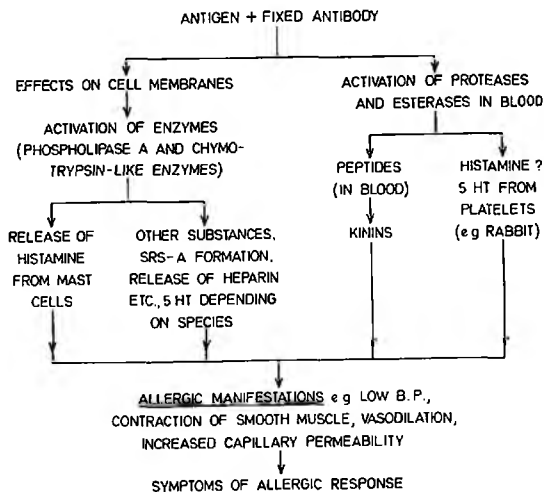 ANTIGEN + FIXED ANTIBODY
EFFECTS ON CELL MEMBRANES
ACTIVATION OF ENZYMES
(PHOSPHOLIPASE A AND CHYMO-
TRYPSIN-LIKE ENZYMES)
RELEASE OF
HISTAMINE
FROM MAST
CELLS
OTHER SUBSTANCES,
SRS-A FORMATION,
RELEASE OF HEPARIN
ETC., 5 HT DEPENDING
ON SPECIES
ACTIVATION OF PROTEASES
AND ESTERASES IN BLOOD
PEPTIDES
(IN BLOOD)
KININS
HISTAMINE ?
5 HT FROM
PLATELETS
(e g RABBIT)
ALLERGIC MANIFESTATIONS e g LOW B.P.,
CONTRACTION OF SMOOTH MUSCLE, VASODILATION,
INCREASED CAPILLARY PERMEABILITY
SYMPTOMS OF ALLERGIC RESPONSE